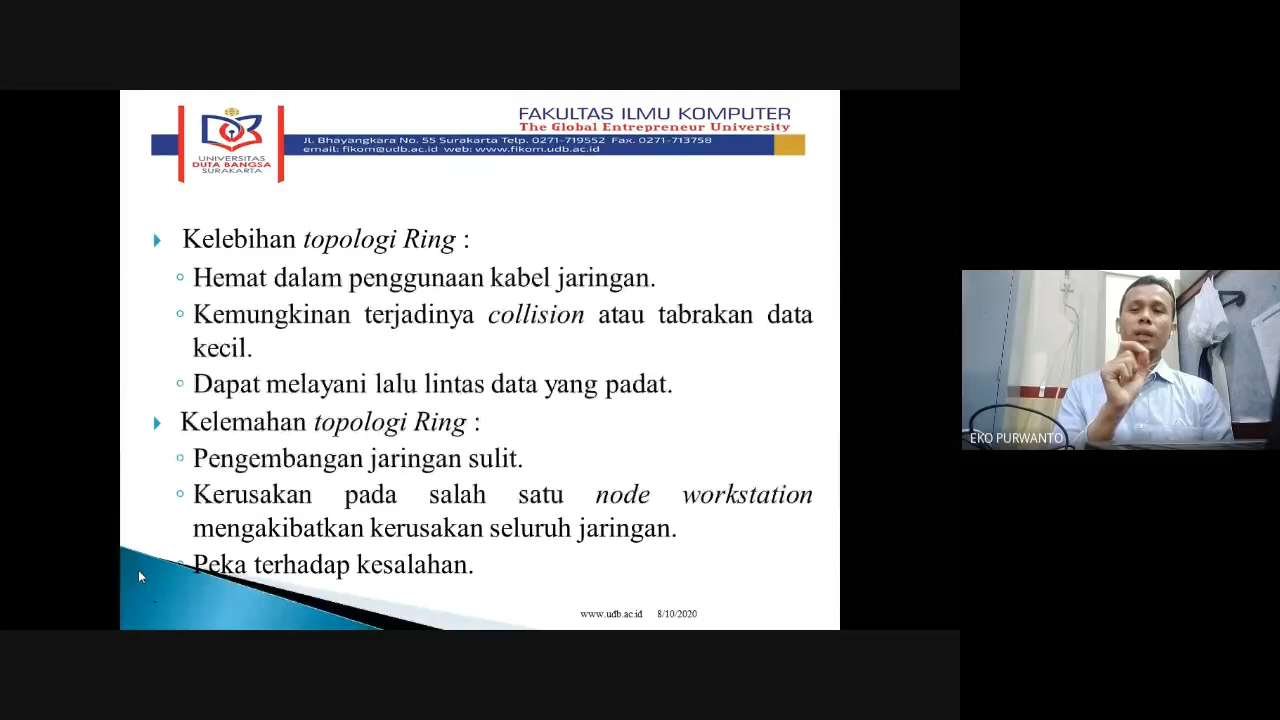 FAKULTAS ILMU KOMPUTER
The Global Entrepreneur University
Jl. Bhayangkara No. 55 Surakarta Telp. 0271-719552 Fax. 0271-713758
email: fikom@udb.ac.id web: www.fikom.udb.ac.id
UNIVERSITAS
DUTA BANGSA
SURAKARTA
Kelebihan topologi Ring :
Hemat dalam penggunaan kabel jaringan.
Kemungkinan terjadinya collision atau tabrakan data
kecil.
Dapat melayani lalu lintas data yang padat.
Kelemahan topologi Ring :
Pengembangan jaringan sulit.
Kerusakan pada salah satu node workstation
mengakibatkan kerusakan seluruh jaringan.
Peka terhadap kesalahan.
www.udb.ac.id 8/10/2020
EKO PURWANTO